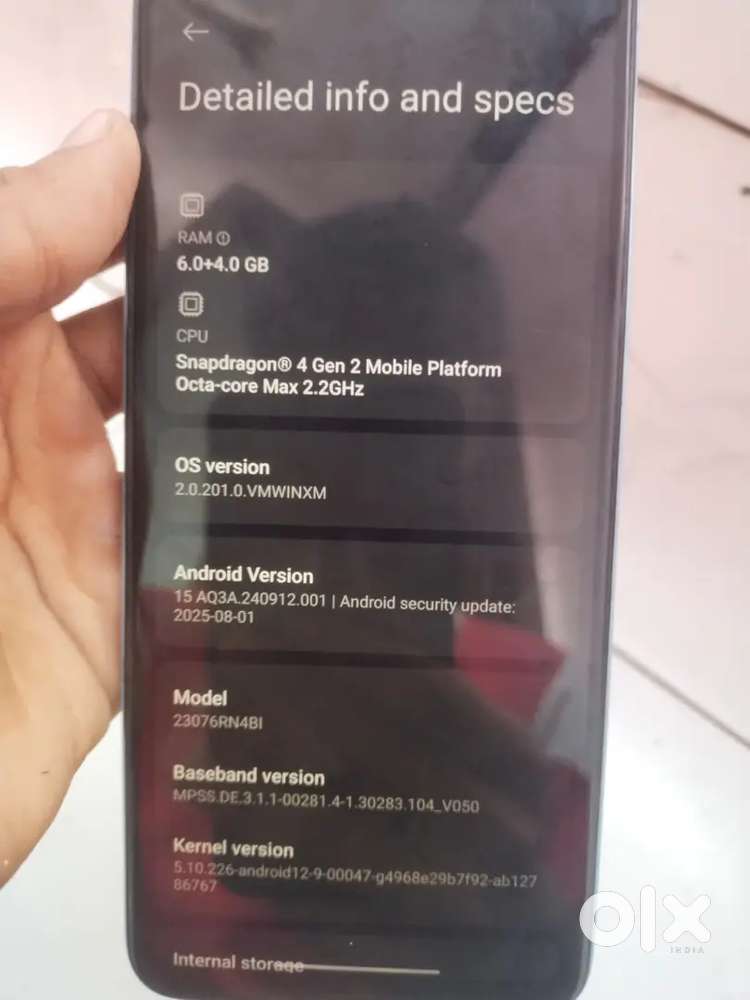 Detailed info and specs
RAM
6.0+4.0 GB
CPU
Snapdragon® 4 Gen 2 Mobile Platform
Octa-core Max 2.2GHz
OS version
2.0.201.0.VMWINXM
Android Version
15 AQ3A.240912.001 | Android security update:
2025-08-01
Model
23076RN4BI
Baseband version
MPSS.DE.3.1.1-00281.4-1.30283.104_V050
Kernel version
5.10.226-android12-9-00047-g4968e29b7f92-ab127
86767
Internal storage
olx
INDIA